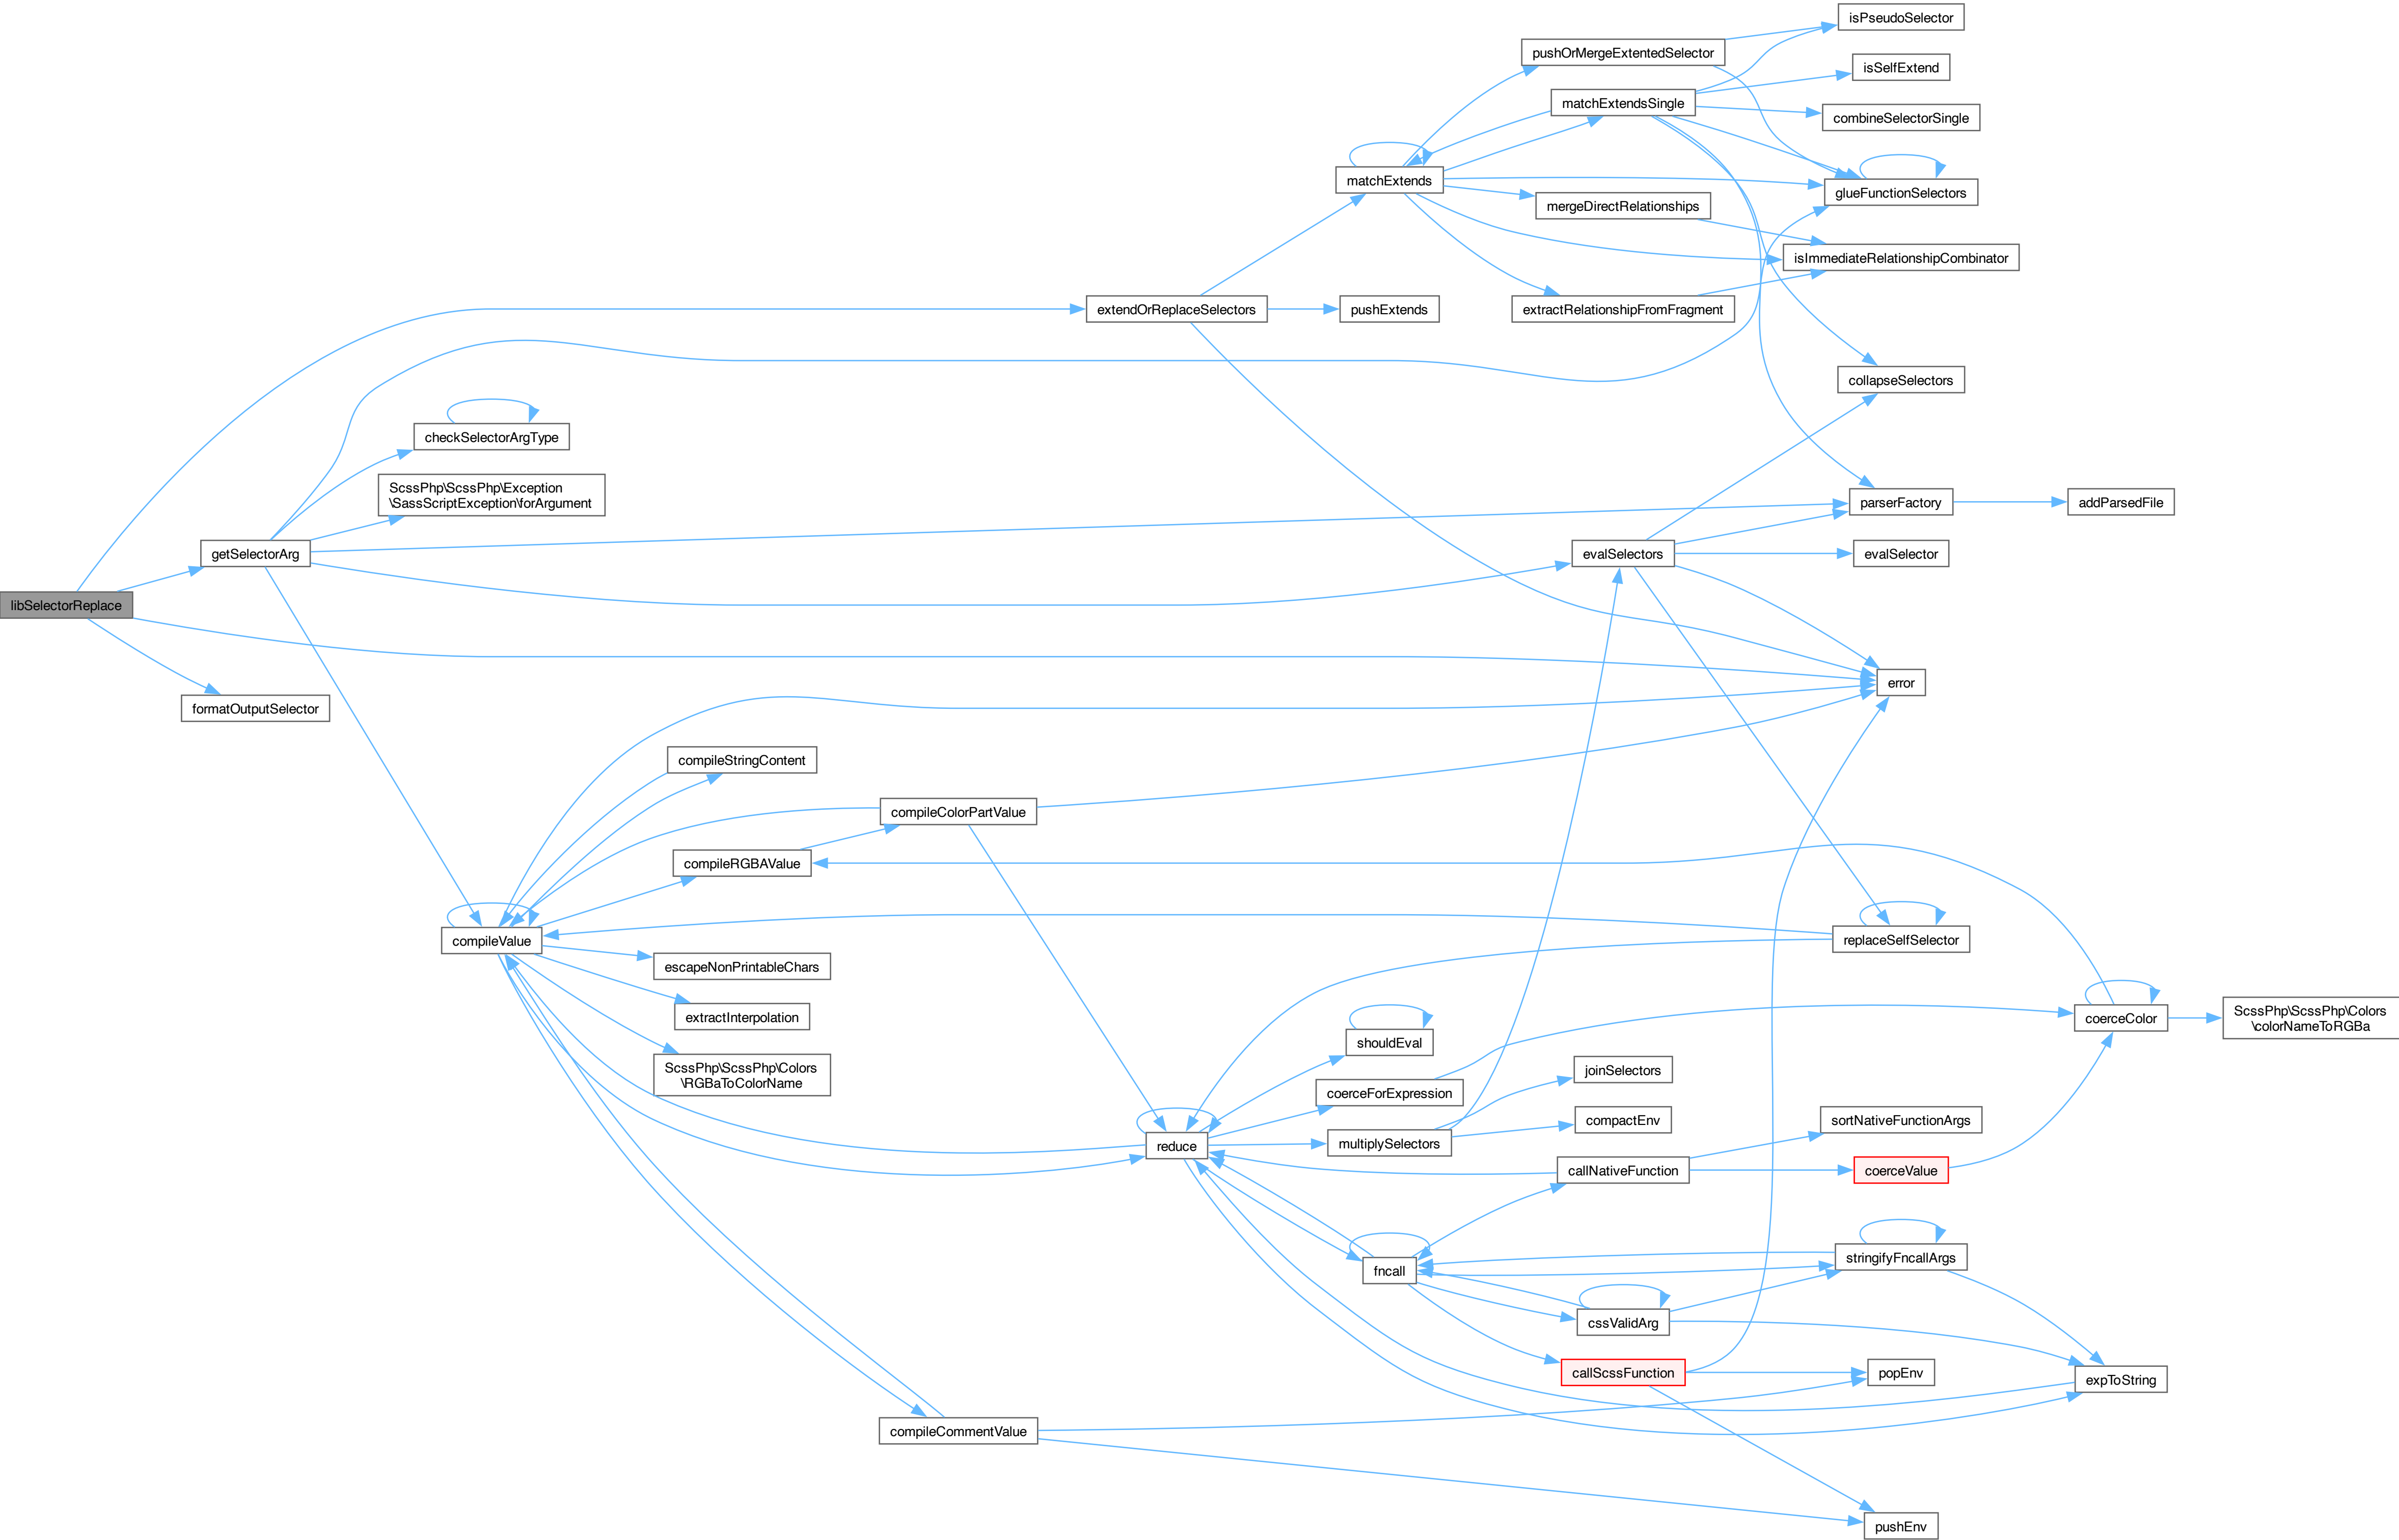 isPseudoSelector
pushOrMergeExtentedSelector
isSelfExtend
matchExtendsSingle
combineSelectorSingle
matchExtends
glueFunctionSelectors
mergeDirectRelationships
isImmediateRelationshipCombinator
extendOrReplaceSelectors
pushExtends
extractRelationshipFromFragment
collapseSelectors
checkSelectorArgType
ScssPhp\ScssPhp\Exception
\SassScriptException\forArgument
parserFactory
addParsedFile
getSelectorArg
evalSelectors
evalSelector
libSelectorReplace
error
formatOutputSelector
compileStringContent
compileColorPartValue
compileRGBAValue
compileValue
replaceSelfSelector
escapeNonPrintableChars
extractInterpolation
coerceColor
ScssPhp\ScssPhp\Colors
\colorNameToRGBa
shouldEval
ScssPhp\ScssPhp\Colors
\RGBaToColorName
joinSelectors
coerceForExpression
compactEnv
sortNativeFunctionArgs
reduce
multiplySelectors
callNativeFunction
coerceValue
stringifyFncallArgs
fncall
cssValidArg
callScssFunction
popEnv
expToString
compileCommentValue
pushEnv